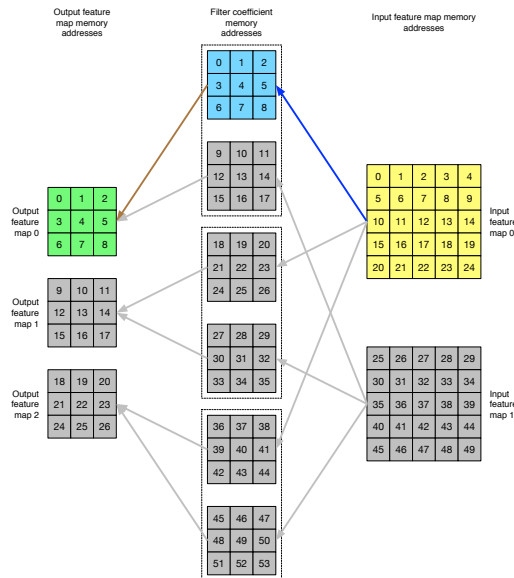 Output feature
map memory
addresses
Filter coefficient
memory
addresses
Input feature map memory
addresses
0 1 2
3 4 5
6 7 8
9 10 11
12 13 14
15 16 17
Output
feature
map 0
0 1 2
3 4 5
6 7 8
0 1 2 3 4
5 6 7 8 9
10 11 12 13 14
15 16 17 18 19
20 21 22 23 24
Input
feature
map 0
18 19 20
21 22 23
24 25 26
Output
feature
map 1
9 10 11
12 13 14
15 16 17
27 28 29
30 31 32
33 34 35
Output
feature
map 2
18 19 20
21 22 23
24 25 26
25 26 27 28 29
30 31 32 33 34
35 36 37 38 39
40 41 42 43 44
45 46 47 48 49
Input
feature
map 1
36 37 38
39 40 41
42 43 44
45 46 47
48 49 50
51 52 53